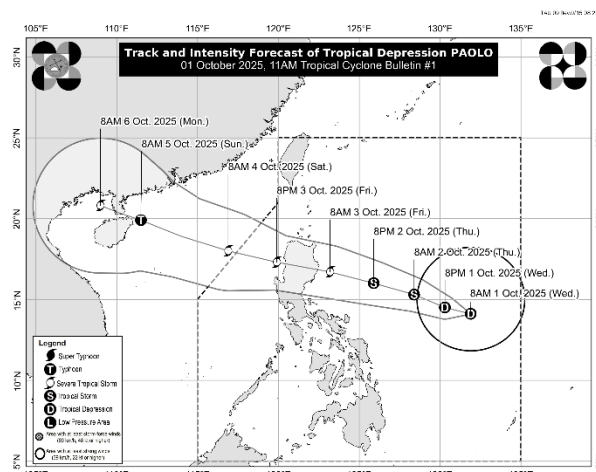 Track and Intensity Forecast of Tropical Depression PAOLO
01 October 2025, 11AM Tropical Cyclone Bulletin #1
30°N
8AM 6 Oct. 2025 (Mon.)
25°N
8AM 5 Oct. 2025 (Sun.)
8AM 4 Oct. 2025 (Sat.)
8PM 3 Oct. 2025 (Fri.)
20°N
8AM 3 Oct. 2025 (Fri.)
8PM 2 Oct. 2025 (Thu.)
8AM 2 Oct. 2025 (Thu.)
8PM 1 Oct. 2025 (Wed.)
8AM 1 Oct. 2025 (Wed.)
15°N
10°N
5°N
Legend
Super Typhoon
T Typhoon
Severe Tropical Storm
S Tropical Storm
D Tropical Depression
L Low Pressure Area
T
S
S
D
D
105°E 110°E 115°E 120°E 125°E 130°E 135°E